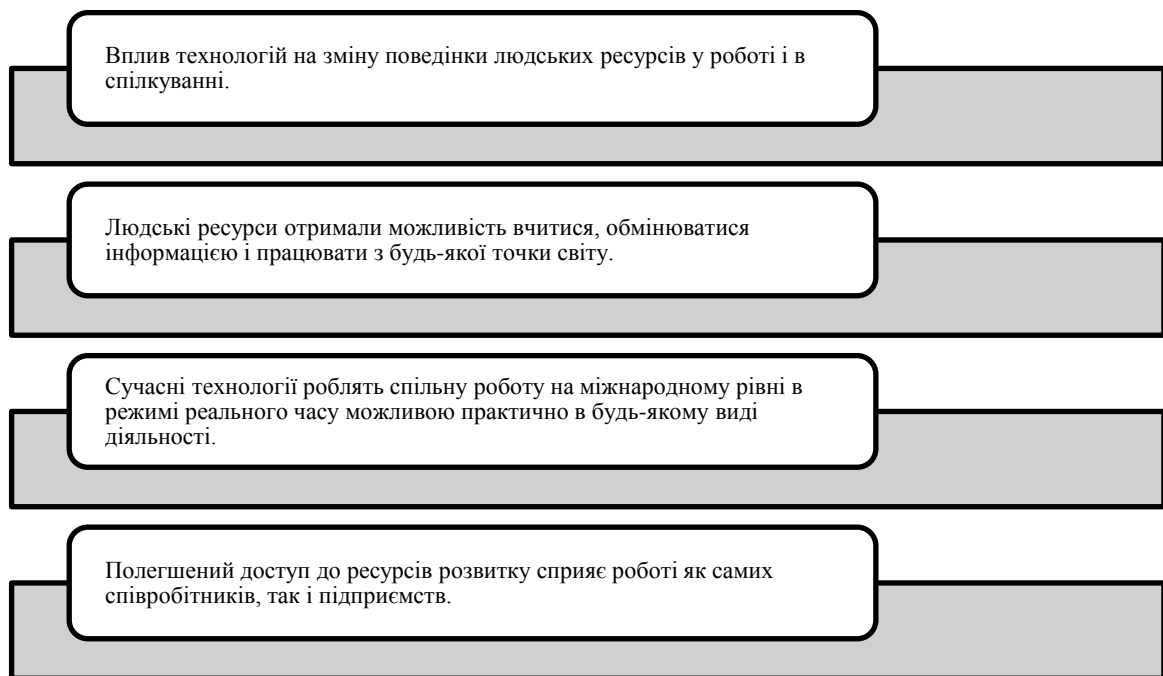 Вплив технологій на зміну поведінки людських ресурсів у роботі і в
спілкуванні.
Людські ресурси отримали можливість вчитися, обмінюватися
інформацією і працювати з будь-якої точки світу.
Сучасні технології роблять спільну роботу на міжнародному рівні в
режимі реального часу можливою практично в будь-якому виді
діяльності.
Полегшений доступ до ресурсів розвитку сприяє роботі як самих
співробітників, так і підприємств.